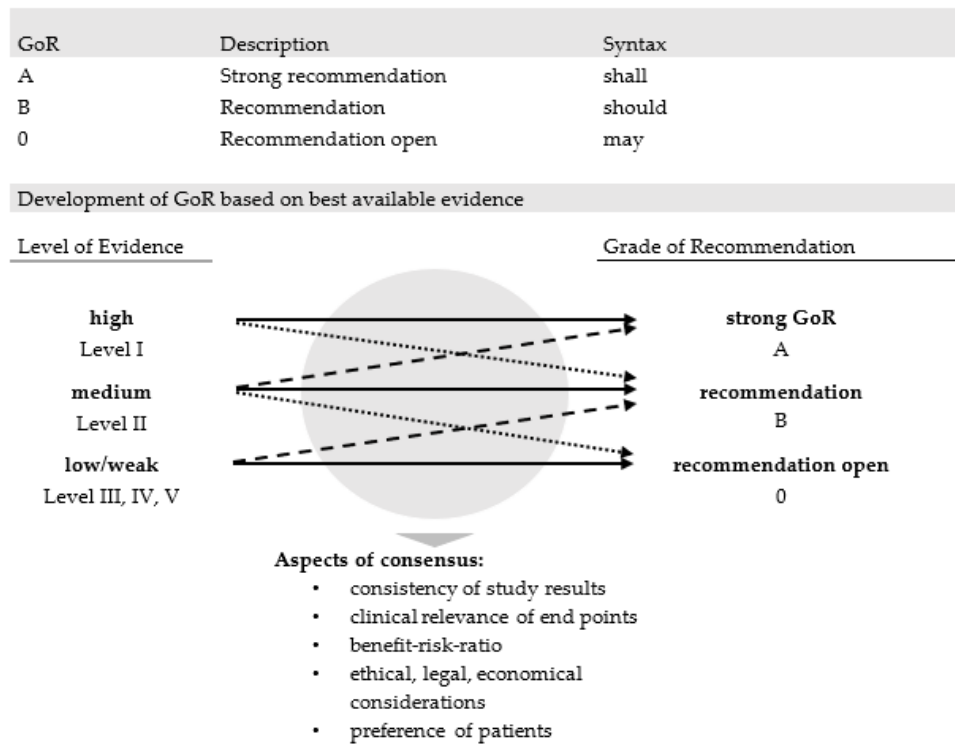 GoR Description Syntax
A Strong recommendation shall
B Recommendation should
0 Recommendation open may
Development of GoR based on best available evidence
Level of Evidence Grade of Recommendation
high strong GoR
Level I A
medium recommendation
Level II B
low/weak recommendation open
Level III, IV, V 0
Aspects of consensus:
• consistency of study results
• clinical relevance of end points
• benefit-risk-ratio
• ethical, legal, economical
considerations
• preference of patients